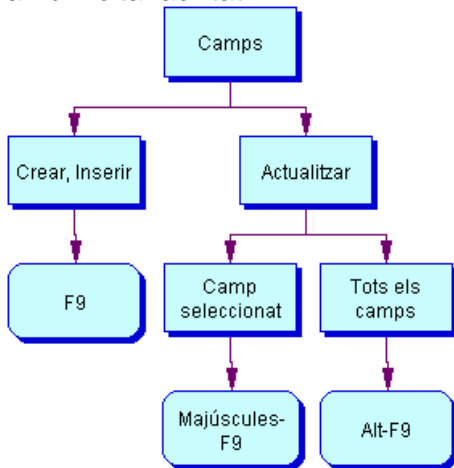 Camps
Crear, Inserir
Actualitzar
F9
Camp
seleccionat
Tots els
camps
Majúscules-
F9
Alt-F9